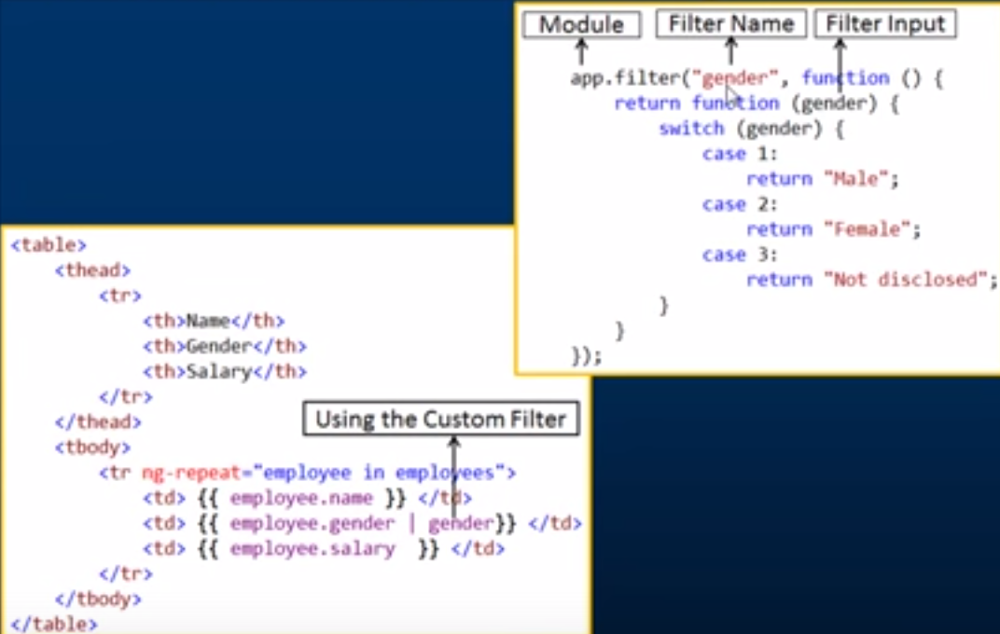 Module Filter Name Filter Input
app.filter("gender", function () {
return function (gender) {
switch (gender) {
case 1:
return "Male";
case 2:
return "Female";
case 3:
return "Not disclosed";
}
}
});
<table>
<thead>
<tr>
<th>Name</th>
<th>Gender</th>
<th>Salary</th>
</tr>
</thead>
Using the Custom Filter
<tbody>
<tr ng-repeat="employee in employees">
<td> {{ employee.name }} </td>
<td> {{ employee.gender | gender}} </td>
<td> {{ employee.salary  }} </td>
</tr>
</tbody>
</table>